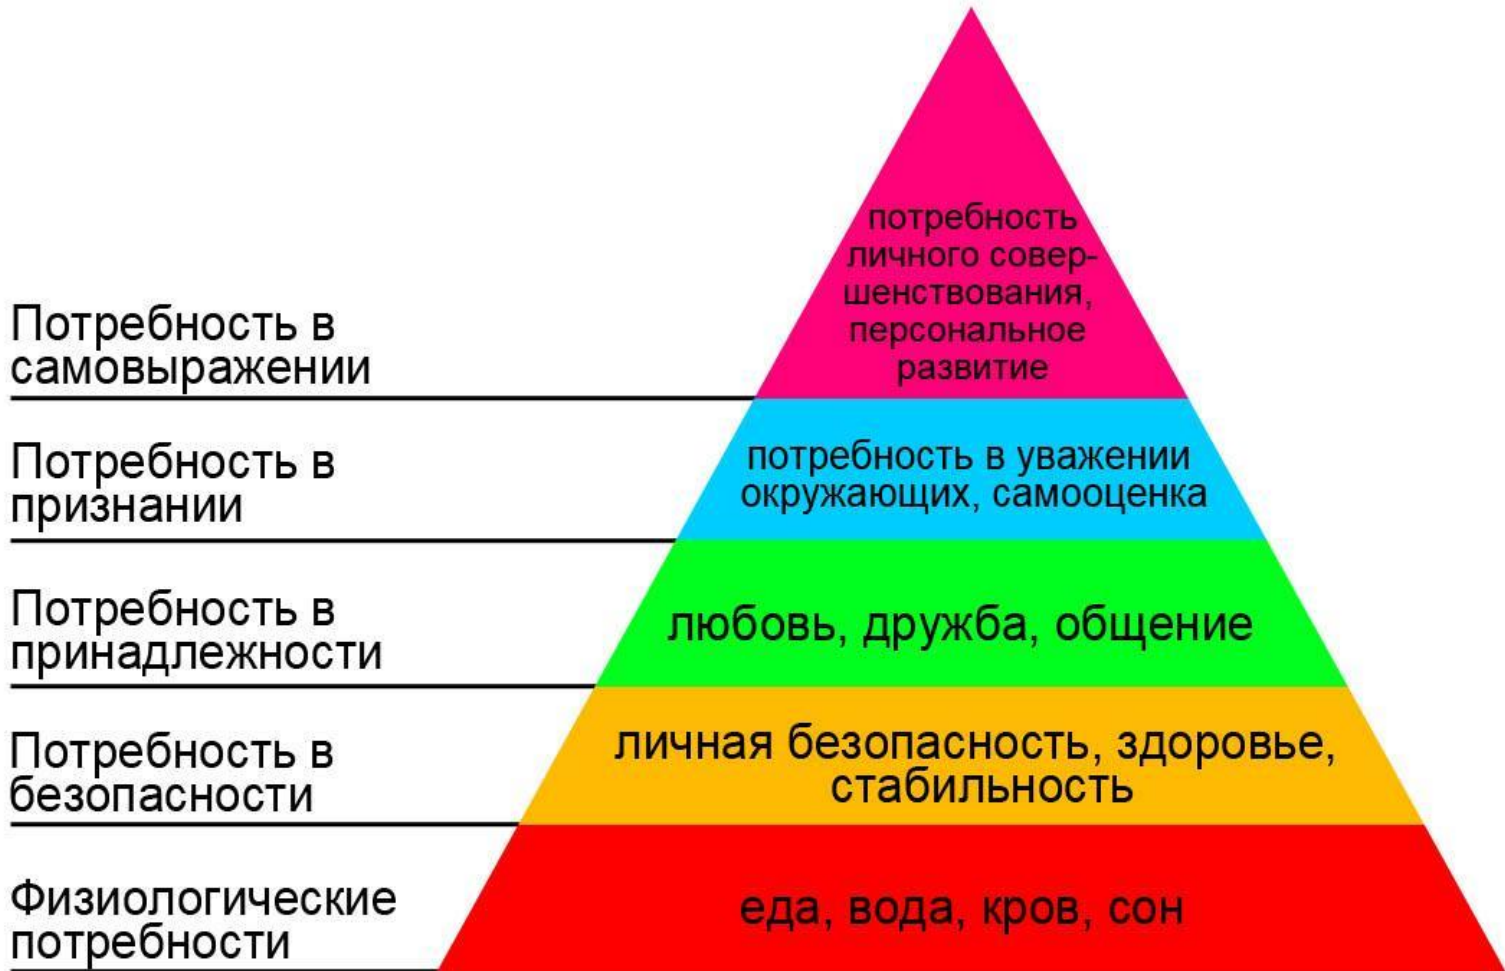 потребность
личного совер-
шенствования,
персональное
развитие
Потребность в
самовыражении
потребность в уважении
окружающих, самооценка
Потребность в
признании
любовь, дружба, общение
Потребность в
принадлежности
личная безопасность, здоровье,
стабильность
Потребность в
безопасности
еда, вода, кров, сон
Физиологические
потребности